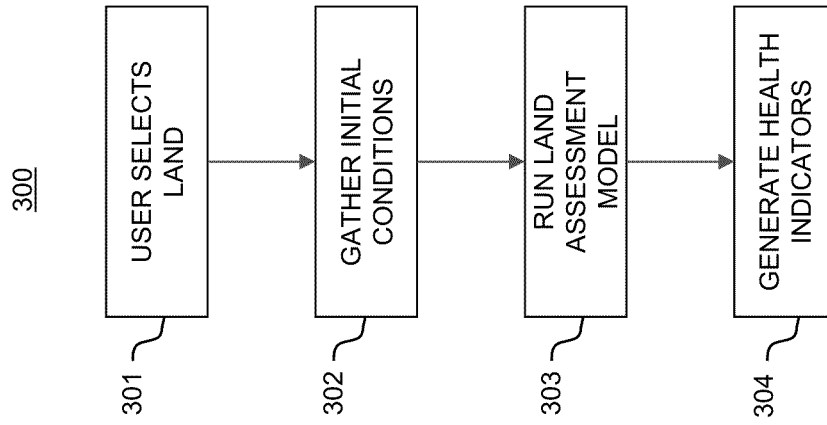 300
USER SELECTS
LAND
301
GATHER INITIAL
CONDITIONS
302
RUN LAND
ASSESSMENT
MODEL
303
GENERATE HEALTH
INDICATORS
304